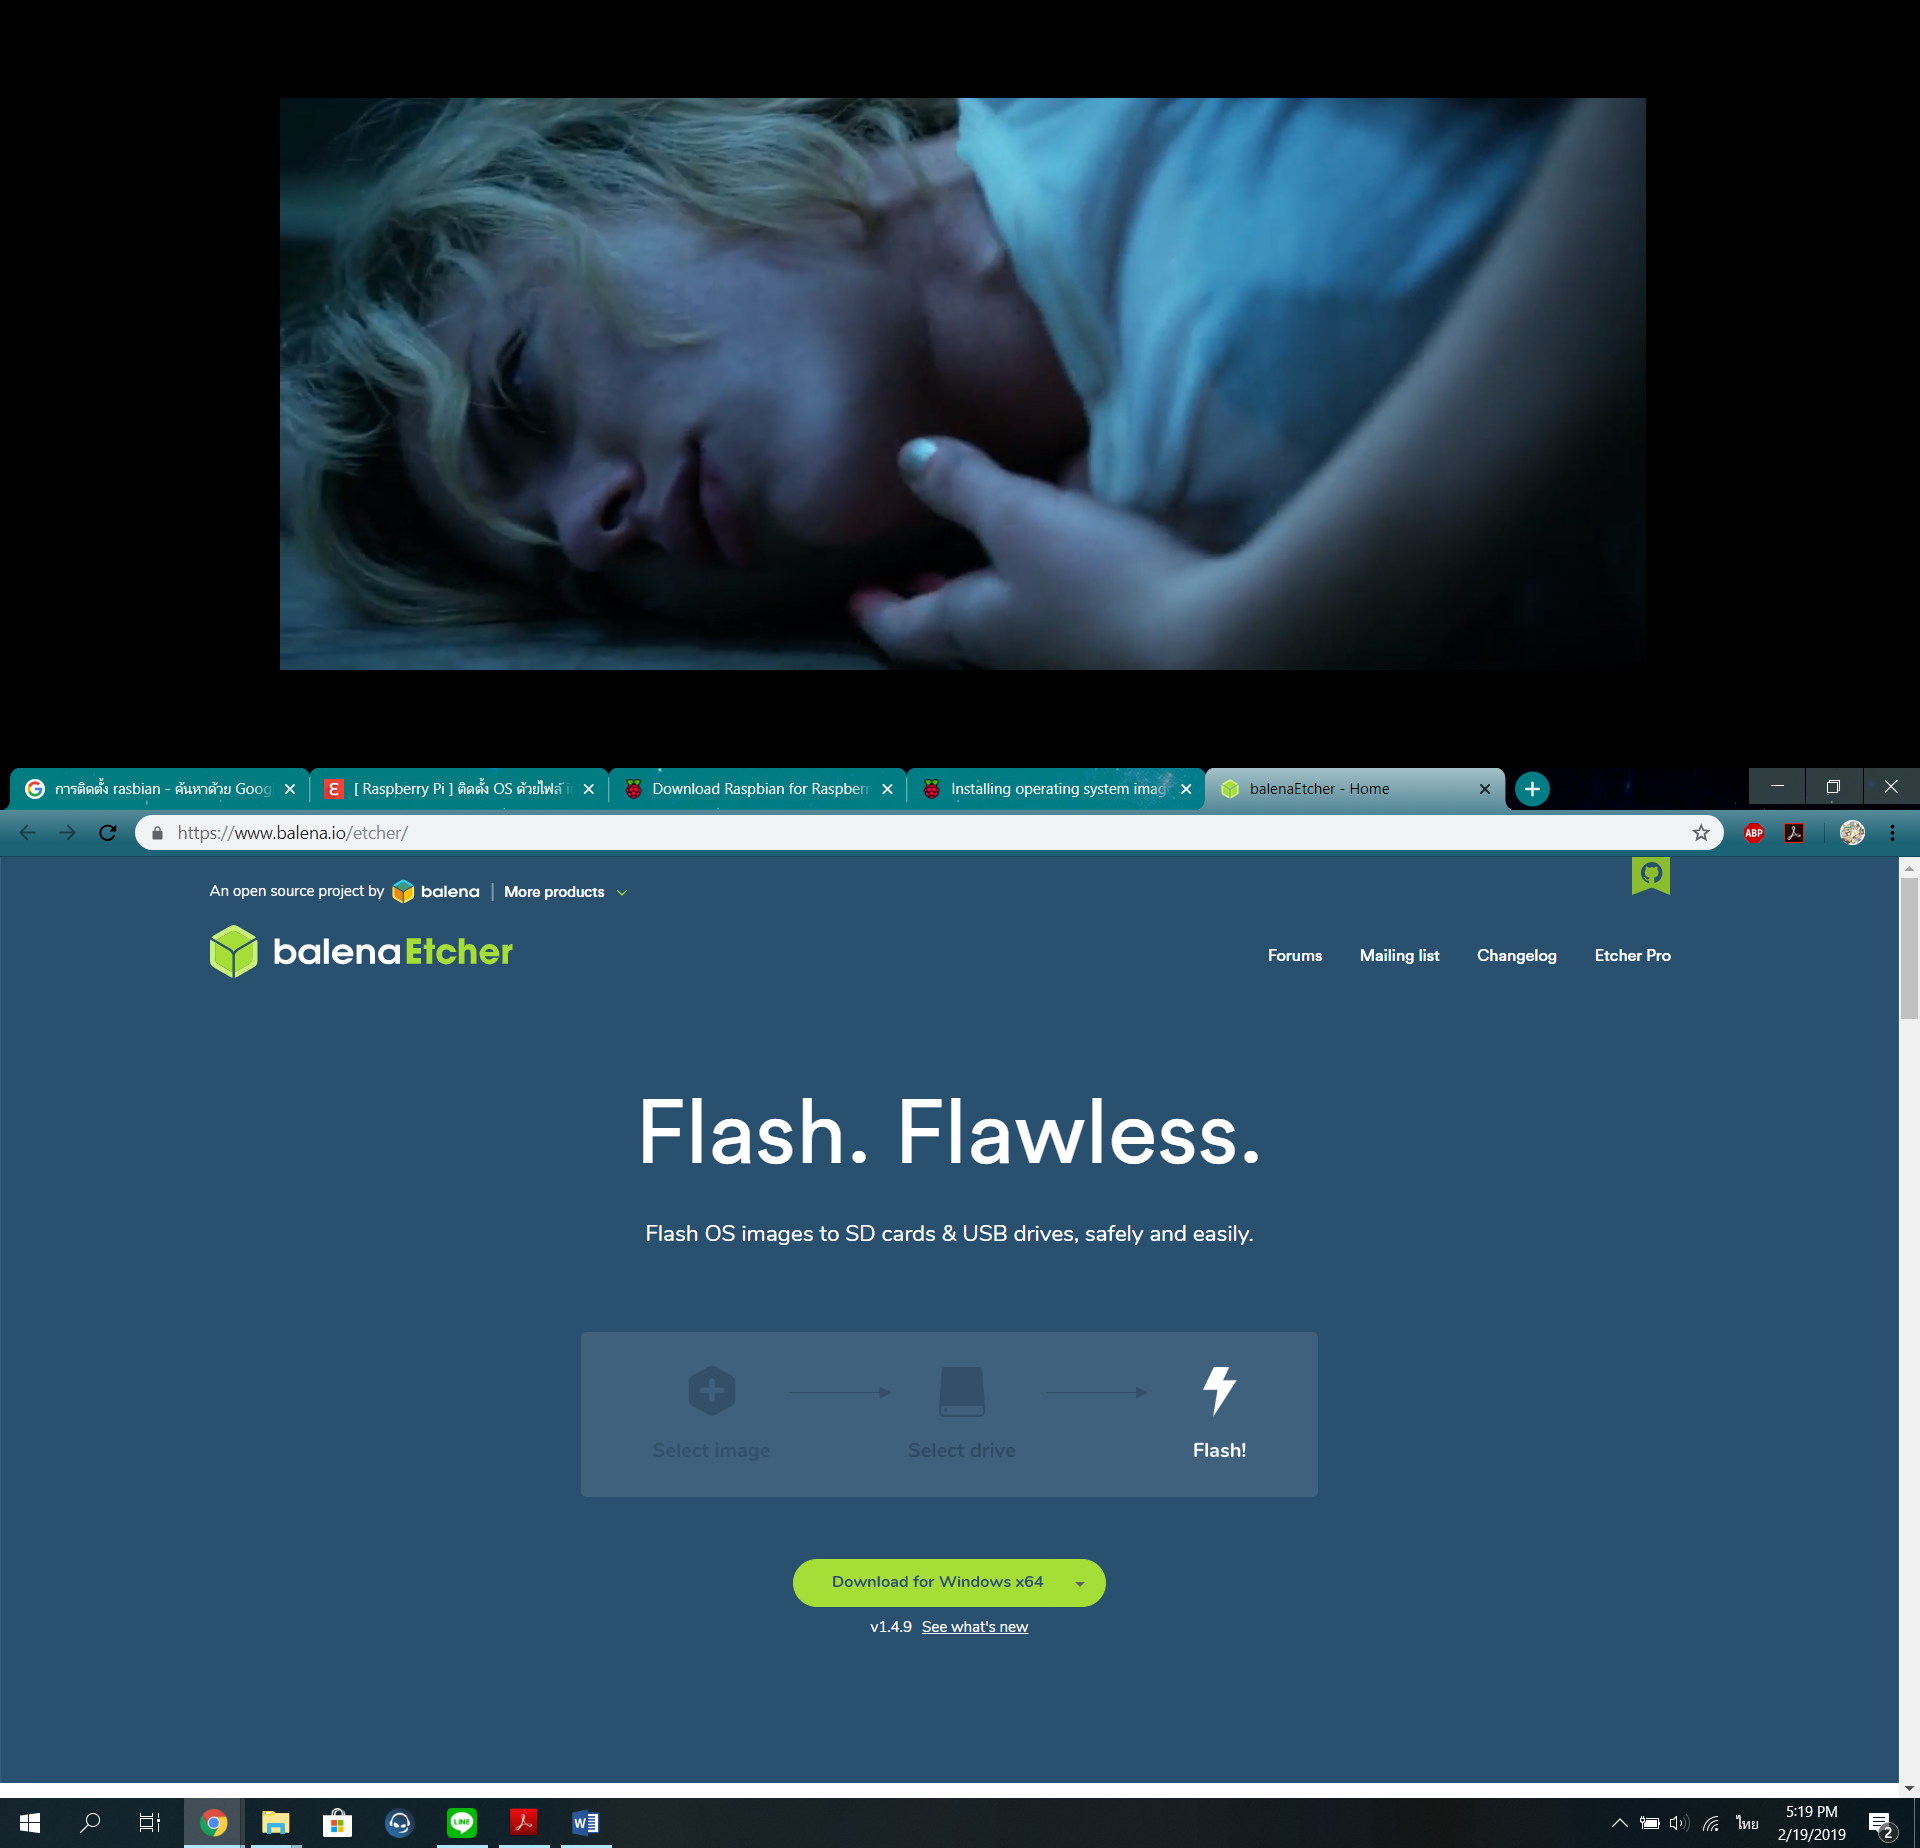 การติดตั้ง rasbian - ค้นหาด้วย Goog
[ Raspberry Pi ] ติดตั้ง OS ด้วยไฟล์ i
Download Raspbian for Raspberr
Installing operating system imag
balenaEtcher - Home
https://www.balena.io/etcher/
ABP
An open source project by balena | More products
balenaEtcher
Forums Mailing list Changelog Etcher Pro
Flash. Flawless.
Flash OS images to SD cards & USB drives, safely and easily.
Select image Select drive Flash!
Download for Windows x64
v1.4.9 See what's new
LINE
ไทย
5:19 PM
2/19/2019
2